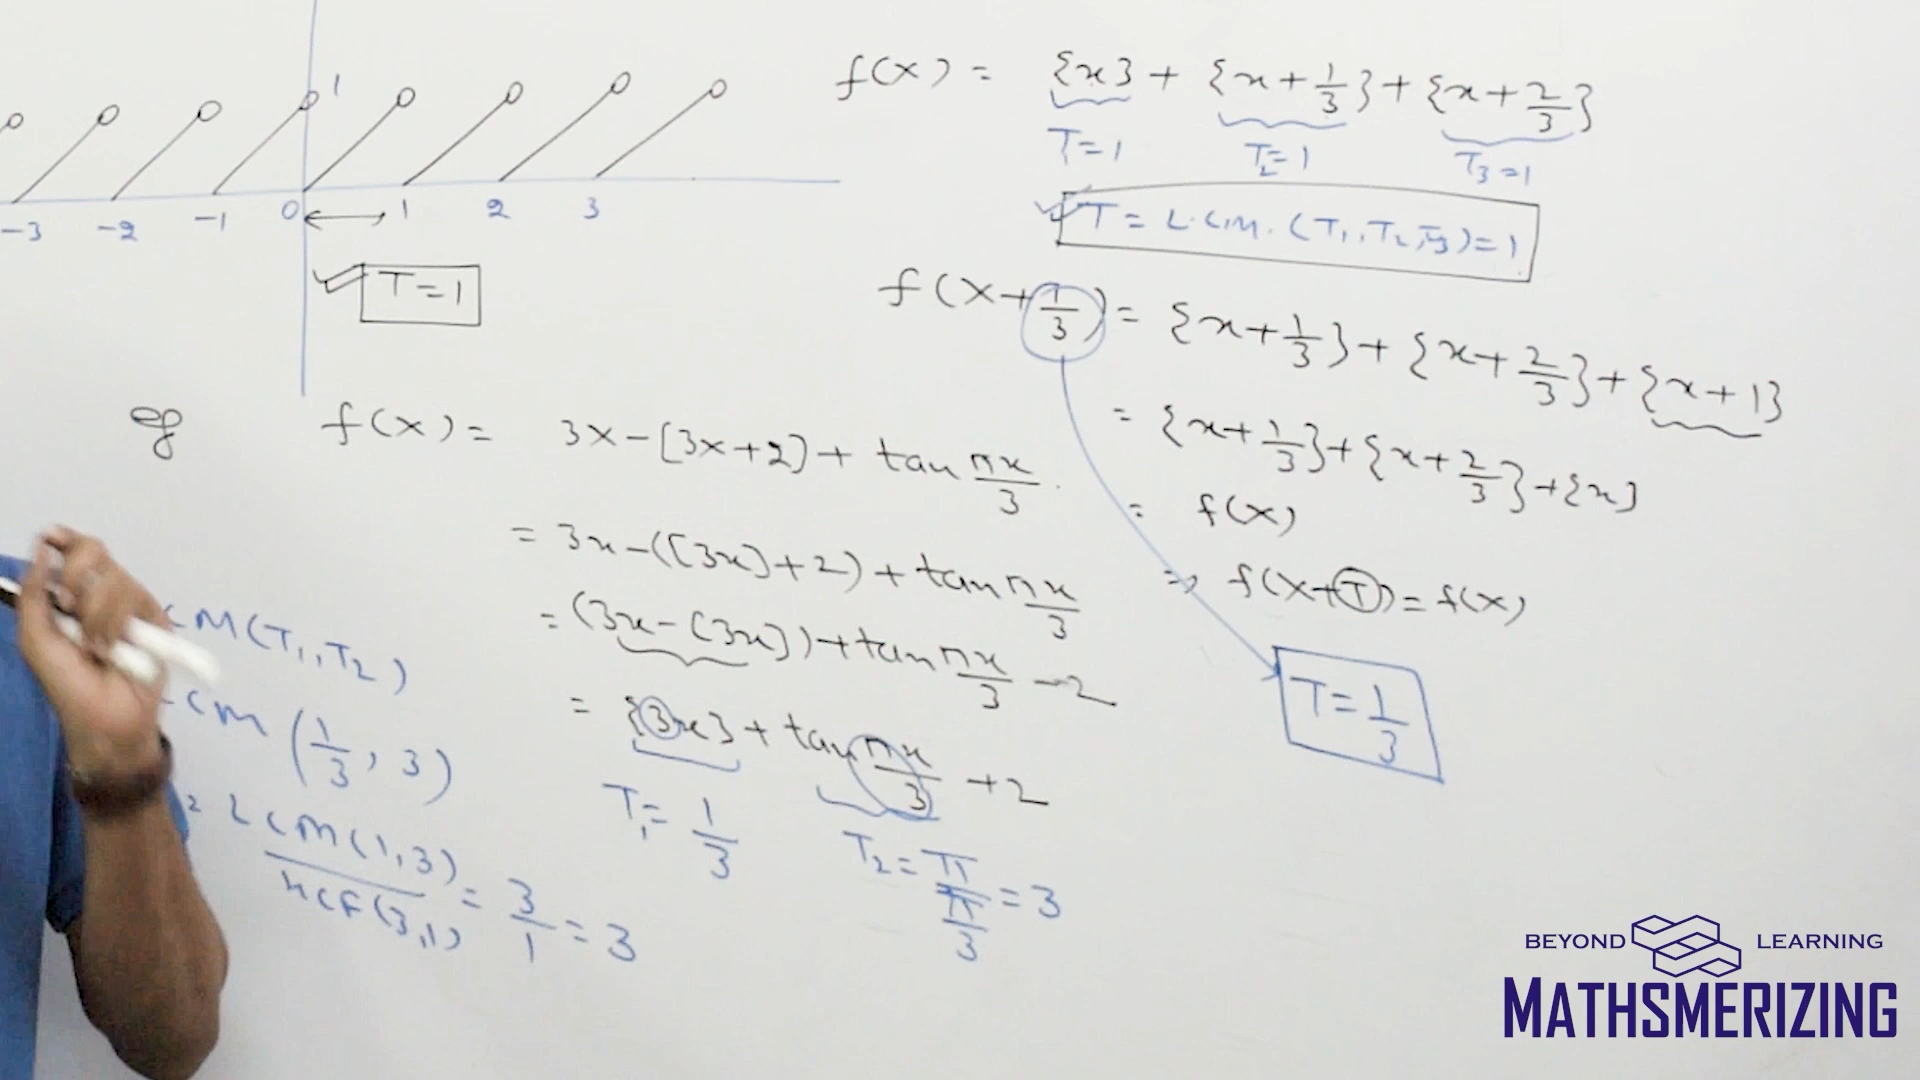 1
-3 -2 -1 0 1 2 3
T=1
f(x) = {x} + {x+1/3} + {x+2/3}
T=1 T₂=1 T₃=1
T = L.C.M. (T₁, T₂, T₃) = 1
f(x+1/3) = {x+1/3} + {x+2/3} + {x+1}
= {x+1/3} + {x+2/3} + {x}
= f(x)
⇒ f(x+T) = f(x)
T=1/3
eg f(x) = 3x-[3x+2]+tan πx/3
= 3x-([3x]+2)+tan πx/3
= (3x-[3x])+tan πx/3 -2
= {3x}+tan πx/3 +2
T₁=1/3 T₂=π/(π/3)=3
CM(T₁, T₂)
LCM (1/3, 3)
= LCM(1,3)/HCF(3,1) = 3/1 = 3
BEYOND LEARNING
MATHSMERIZING